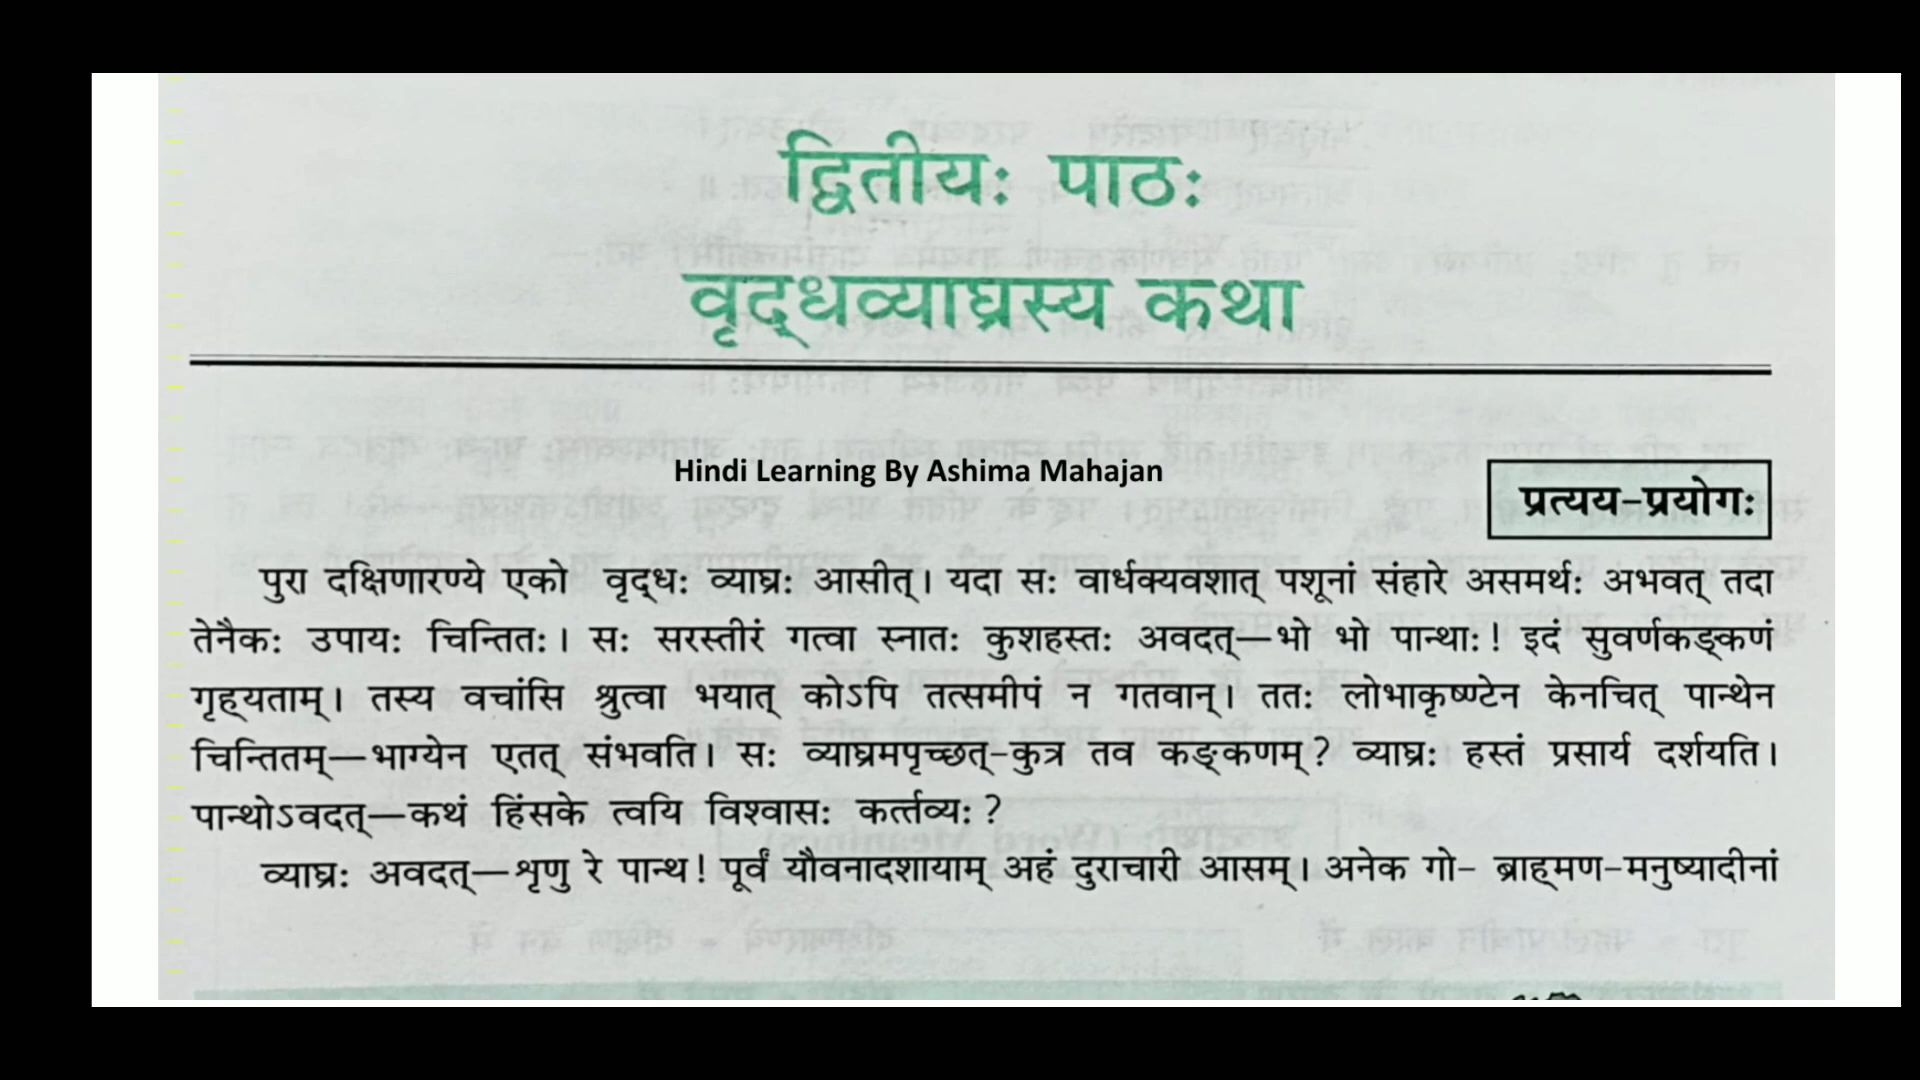 द्वितीयः पाठः
वृद्‌धव्याघ्रस्य कथा
Hindi Learning By Ashima Mahajan
प्रत्यय-प्रयोगः
पुरा दक्षिणारण्ये एको वृद्‌धः व्याघ्रः आसीत्। यदा सः वार्धक्यवशात् पशूनां संहारे असमर्थः अभवत् तदा
तेनैकः उपायः चिन्तितः। सः सरस्तीरं गत्वा स्नातः कुशहस्तः अवदत्—भो भो पान्थाः! इदं सुवर्णकङ्कणं
गृह्यताम्। तस्य वचांसि श्रुत्वा भयात् कोऽपि तत्समीपं न गतवान्। ततः लोभाकृष्टेन केनचित् पान्थेन
चिन्तितम्—भाग्येन एतत् संभवति। सः व्याघ्रमपृच्छत्-कुत्र तव कङ्कणम्? व्याघ्रः हस्तं प्रसार्य दर्शयति।
पान्थोऽवदत्—कथं हिंसके त्वयि विश्वासः कर्त्तव्यः?
व्याघ्रः अवदत्—शृणु रे पान्थ! पूर्वं यौवनादशायाम् अहं दुराचारी आसम्। अनेक गो- ब्राह्मण-मनुष्यादीनां